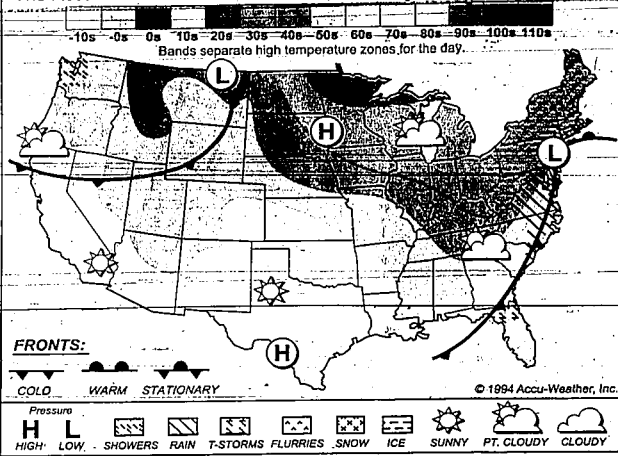 -10s -0s 0s 10s 20s 30s 40s 50s 60s 70s 80s 90s 100s 110s
Bands separate high temperature zones for the day.
L
H
L
H
FRONTS:
COLD WARM STATIONARY
© 1994 Accu-Weather, Inc.
Pressure
H L
HIGH LOW SHOWERS RAIN T-STORMS FLURRIES SNOW ICE SUNNY PT. CLOUDY CLOUDY